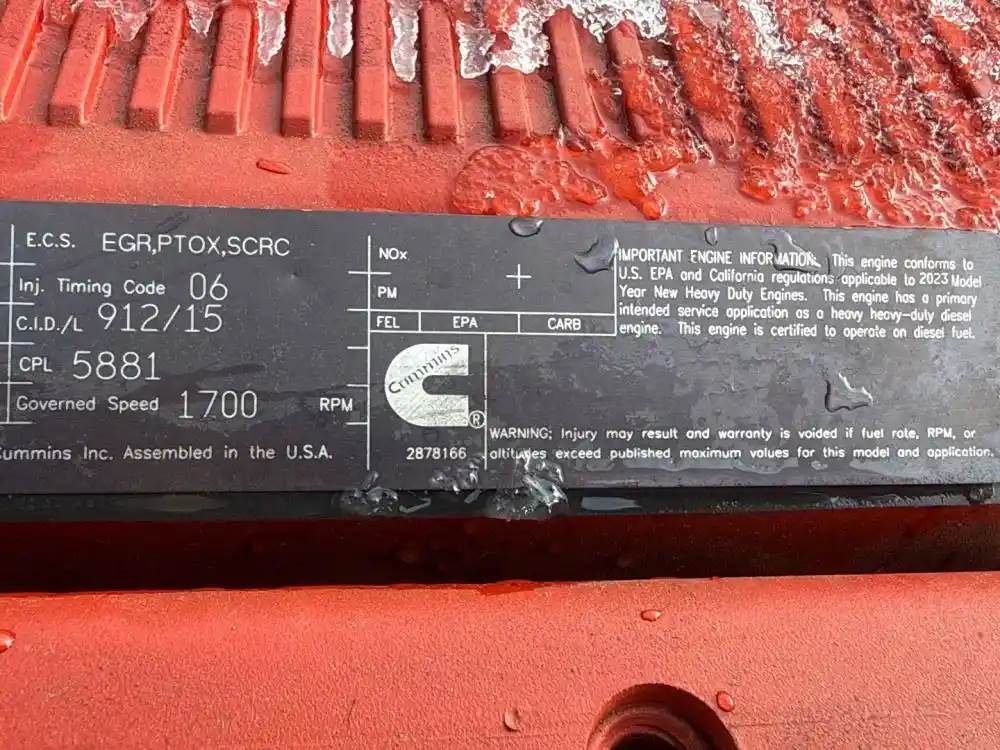 E.C.S. EGR,PTOX,SCRC
Inj. Timing Code 06
C.I.D./L 912/15
CPL 5881
Governed Speed 1700 RPM
Cummins Inc. Assembled in the U.S.A.
NOx
PM
FEL EPA CARB
Cummins
®
2878166
IMPORTANT ENGINE INFORMATION. This engine conforms to
U.S. EPA and California regulations applicable to 2023 Model
Year New Heavy Duty Engines. This engine has a primary
intended service application as a heavy heavy-duty diesel
engine. This engine is certified to operate on diesel fuel.
WARNING; Injury may result and warranty is voided if fuel rate, RPM, or
altitudes exceed published maximum values for this model and application.